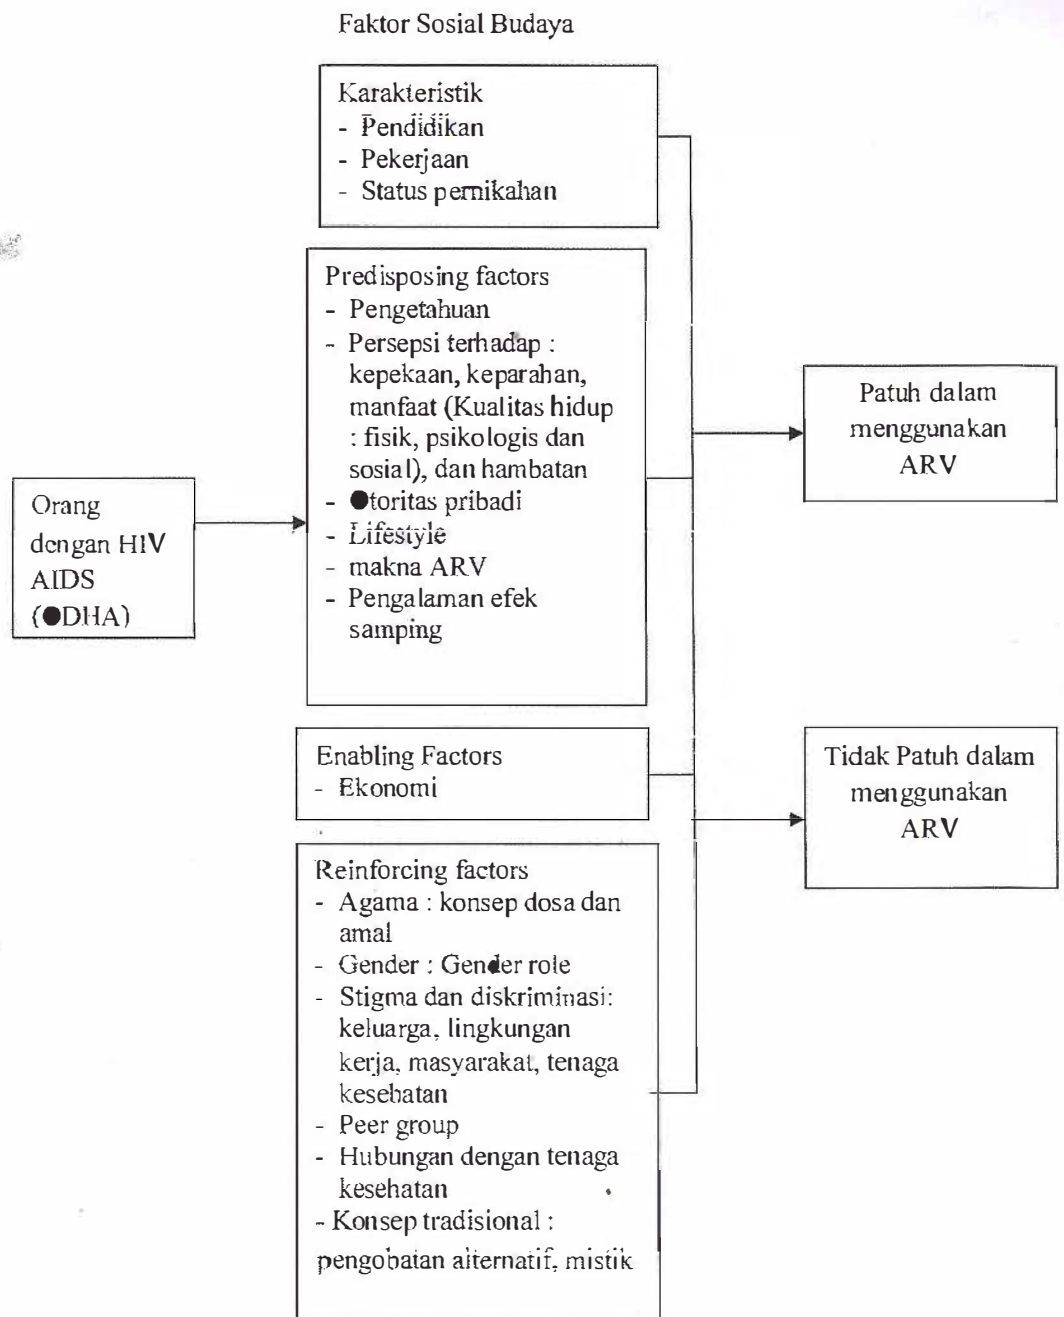 Faktor Sosial Budaya
Karakteristik
- Pendidikan
- Pekerjaan
- Status pernikahan
Predisposing factors
- Pengetahuan
- Persepsi terhadap :
kepekaan, keparahan,
manfaat (Kualitas hidup
: fisik, psikologis dan
sosial), dan hambatan
- Otoritas pribadi
- Lifestyle
- makna ARV
- Pengalaman efek
samping
Orang
dengan HIV
AIDS
(ODHA)
Enabling Factors
- Ekonomi
Reinforcing factors
- Agama : konsep dosa dan
amal
- Gender : Gender role
- Stigma dan diskriminasi:
keluarga, lingkungan
kerja, masyarakat, tenaga
kesehatan
- Peer group
- Hubungan dengan tenaga
kesehatan
- Konsep tradisional :
pengobatan alternatif, mistik
Patuh dalam
menggunakan
ARV
Tidak Patuh dalam
menggunakan
ARV